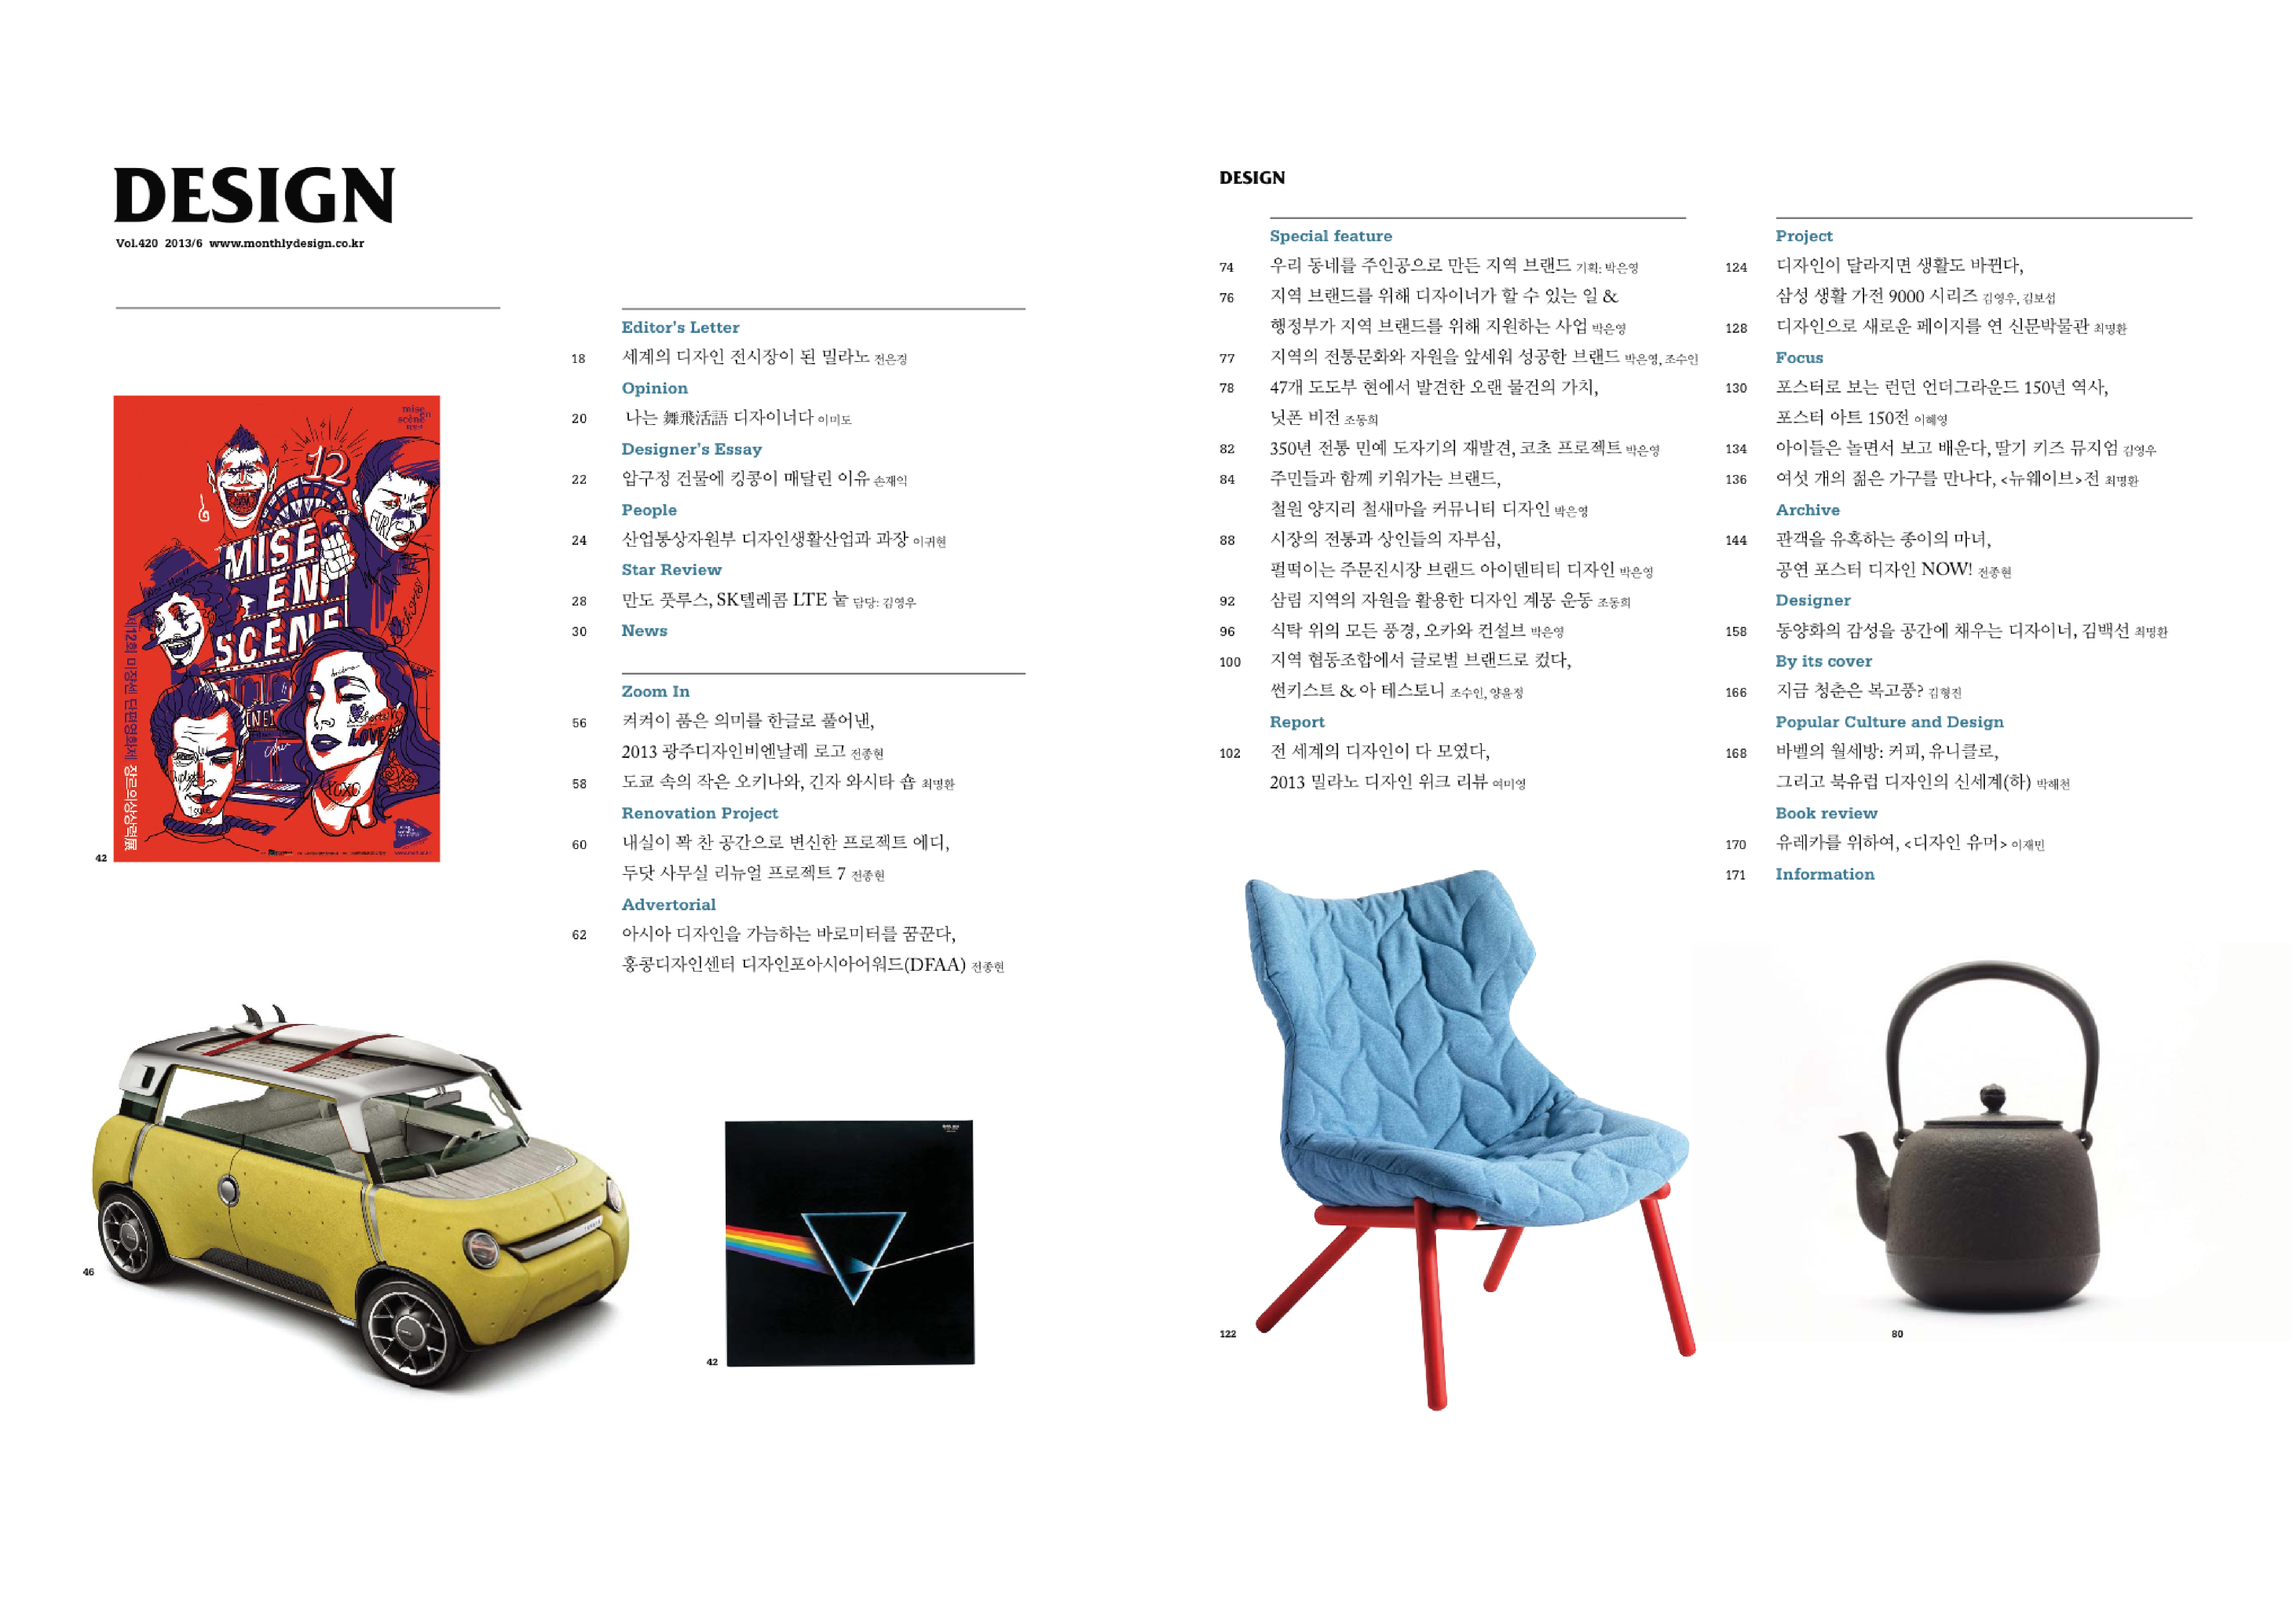 DESIGN
Vol.420 2013/6 www.monthlydesign.co.kr
mise en scène
12
FURY
MISE
EN
SCÈNE
LOVE
XOXO
제12회 미쟝센 단편영화제 장르의상상력展
42
46
42
Editor's Letter
18 세계의 디자인 전시장이 된 밀라노 전은경
Opinion
20 나는 舞飛活語 디자이너다 이미도
Designer's Essay
22 압구정 건물에 킹콩이 매달린 이유 손재익
People
24 산업통상자원부 디자인생활산업과 과장 이귀현
Star Review
28 만도 풋루스, SK텔레콤 LTE 눝 담당: 김영우
30 News
Zoom In
56 켜켜이 품은 의미를 한글로 풀어낸,
2013 광주디자인비엔날레 로고 전종현
58 도쿄 속의 작은 오키나와, 긴자 와시타 숍 최명환
Renovation Project
60 내실이 꽉 찬 공간으로 변신한 프로젝트 에디,
두닷 사무실 리뉴얼 프로젝트 7 전종현
Advertorial
62 아시아 디자인을 가늠하는 바로미터를 꿈꾼다,
홍콩디자인센터 디자인포아시아어워드(DFAA) 전종현
DESIGN
Special feature
74 우리 동네를 주인공으로 만든 지역 브랜드 기획: 박은영
76 지역 브랜드를 위해 디자이너가 할 수 있는 일 &
행정부가 지역 브랜드를 위해 지원하는 사업 박은영
77 지역의 전통문화와 자원을 앞세워 성공한 브랜드 박은영, 조수인
78 47개 도도부 현에서 발견한 오랜 물건의 가치,
닛폰 비전 조동희
82 350년 전통 민예 도자기의 재발견, 코초 프로젝트 박은영
84 주민들과 함께 키워가는 브랜드,
철원 양지리 철새마을 커뮤니티 디자인 박은영
88 시장의 전통과 상인들의 자부심,
펄떡이는 주문진시장 브랜드 아이덴티티 디자인 박은영
92 삼림 지역의 자원을 활용한 디자인 계몽 운동 조동희
96 식탁 위의 모든 풍경, 오카와 컨설브 박은영
100 지역 협동조합에서 글로벌 브랜드로 컸다,
썬키스트 & 아 테스토니 조수인, 양윤정
Report
102 전 세계의 디자인이 다 모였다,
2013 밀라노 디자인 위크 리뷰 여미영
122
Project
124 디자인이 달라지면 생활도 바뀐다,
삼성 생활 가전 9000 시리즈 김영우, 김보섭
128 디자인으로 새로운 페이지를 연 신문박물관 최명환
Focus
130 포스터로 보는 런던 언더그라운드 150년 역사,
포스터 아트 150전 이혜영
134 아이들은 놀면서 보고 배운다, 딸기 키즈 뮤지엄 김영우
136 여섯 개의 젊은 가구를 만나다, <뉴웨이브>전 최명환
Archive
144 관객을 유혹하는 종이의 마녀,
공연 포스터 디자인 NOW! 전종현
Designer
158 동양화의 감성을 공간에 채우는 디자이너, 김백선 최명환
By its cover
166 지금 청춘은 복고풍? 김형진
Popular Culture and Design
168 바벨의 월세방: 커피, 유니클로,
그리고 북유럽 디자인의 신세계(하) 박해천
Book review
170 유레카를 위하여, <디자인 유머> 이재민
171 Information
80